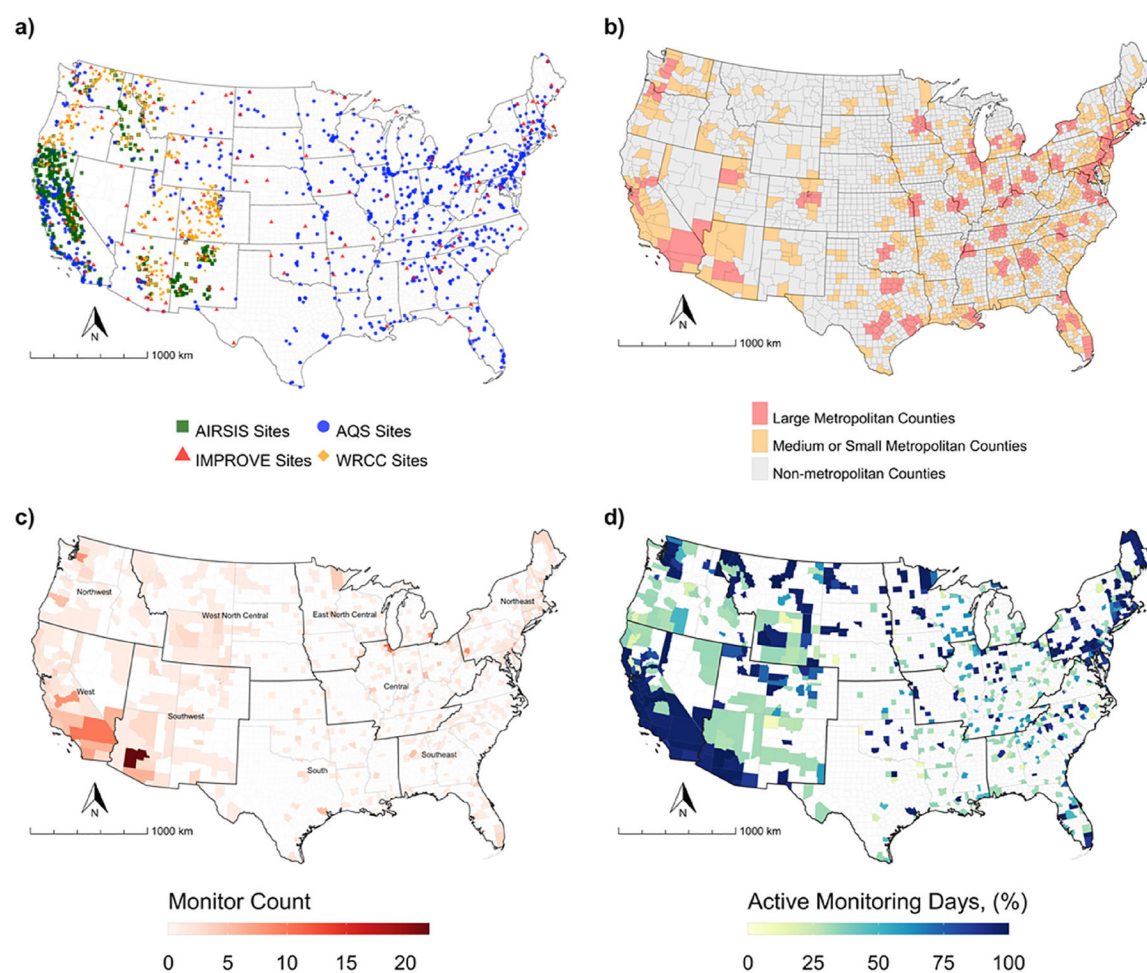 a)
b)
N
1000 km
N
1000 km
AIRSIS Sites
AQS Sites
IMPROVE Sites
WRCC Sites
Large Metropolitan Counties
Medium or Small Metropolitan Counties
Non-metropolitan Counties
c)
d)
Northwest
West North Central
East North Central
Northeast
West
Central
Southwest
Southeast
South
N
1000 km
N
1000 km
Monitor Count
0 5 10 15 20
Active Monitoring Days, (%)
0 25 50 75 100